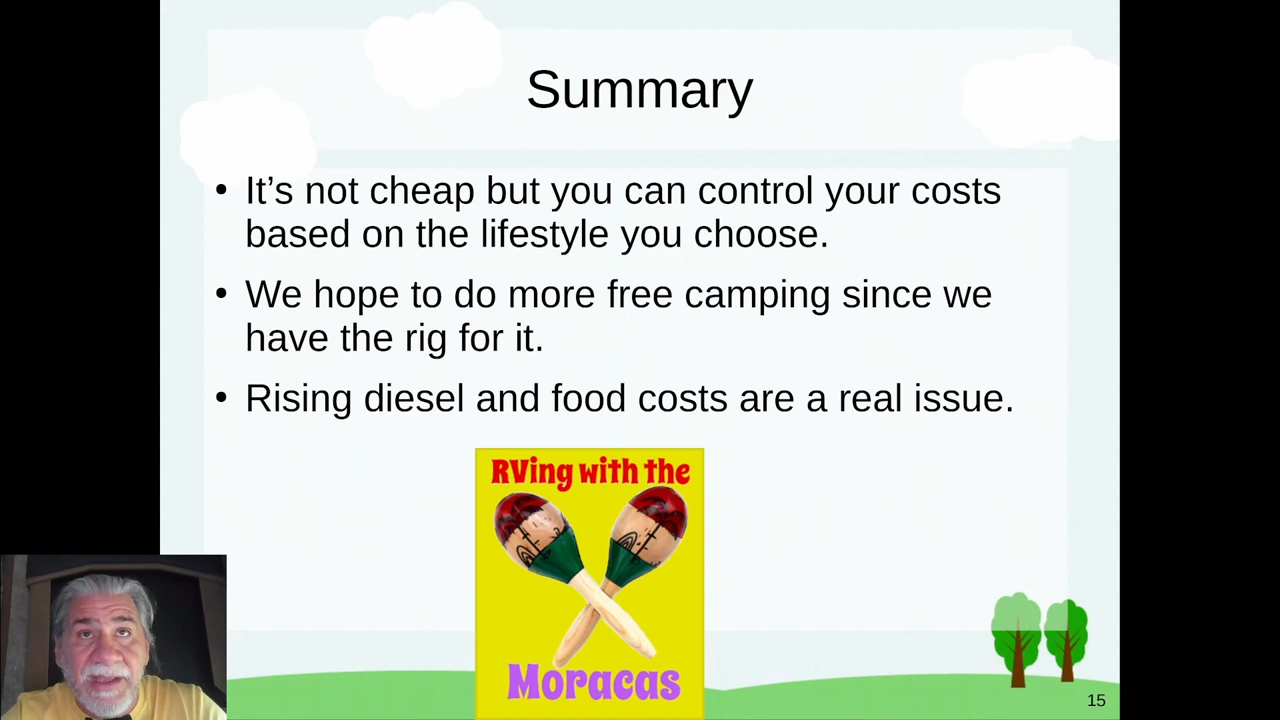 Summary
• It’s not cheap but you can control your costs
based on the lifestyle you choose.
• We hope to do more free camping since we
have the rig for it.
• Rising diesel and food costs are a real issue.
RVing with the
Moracas
15